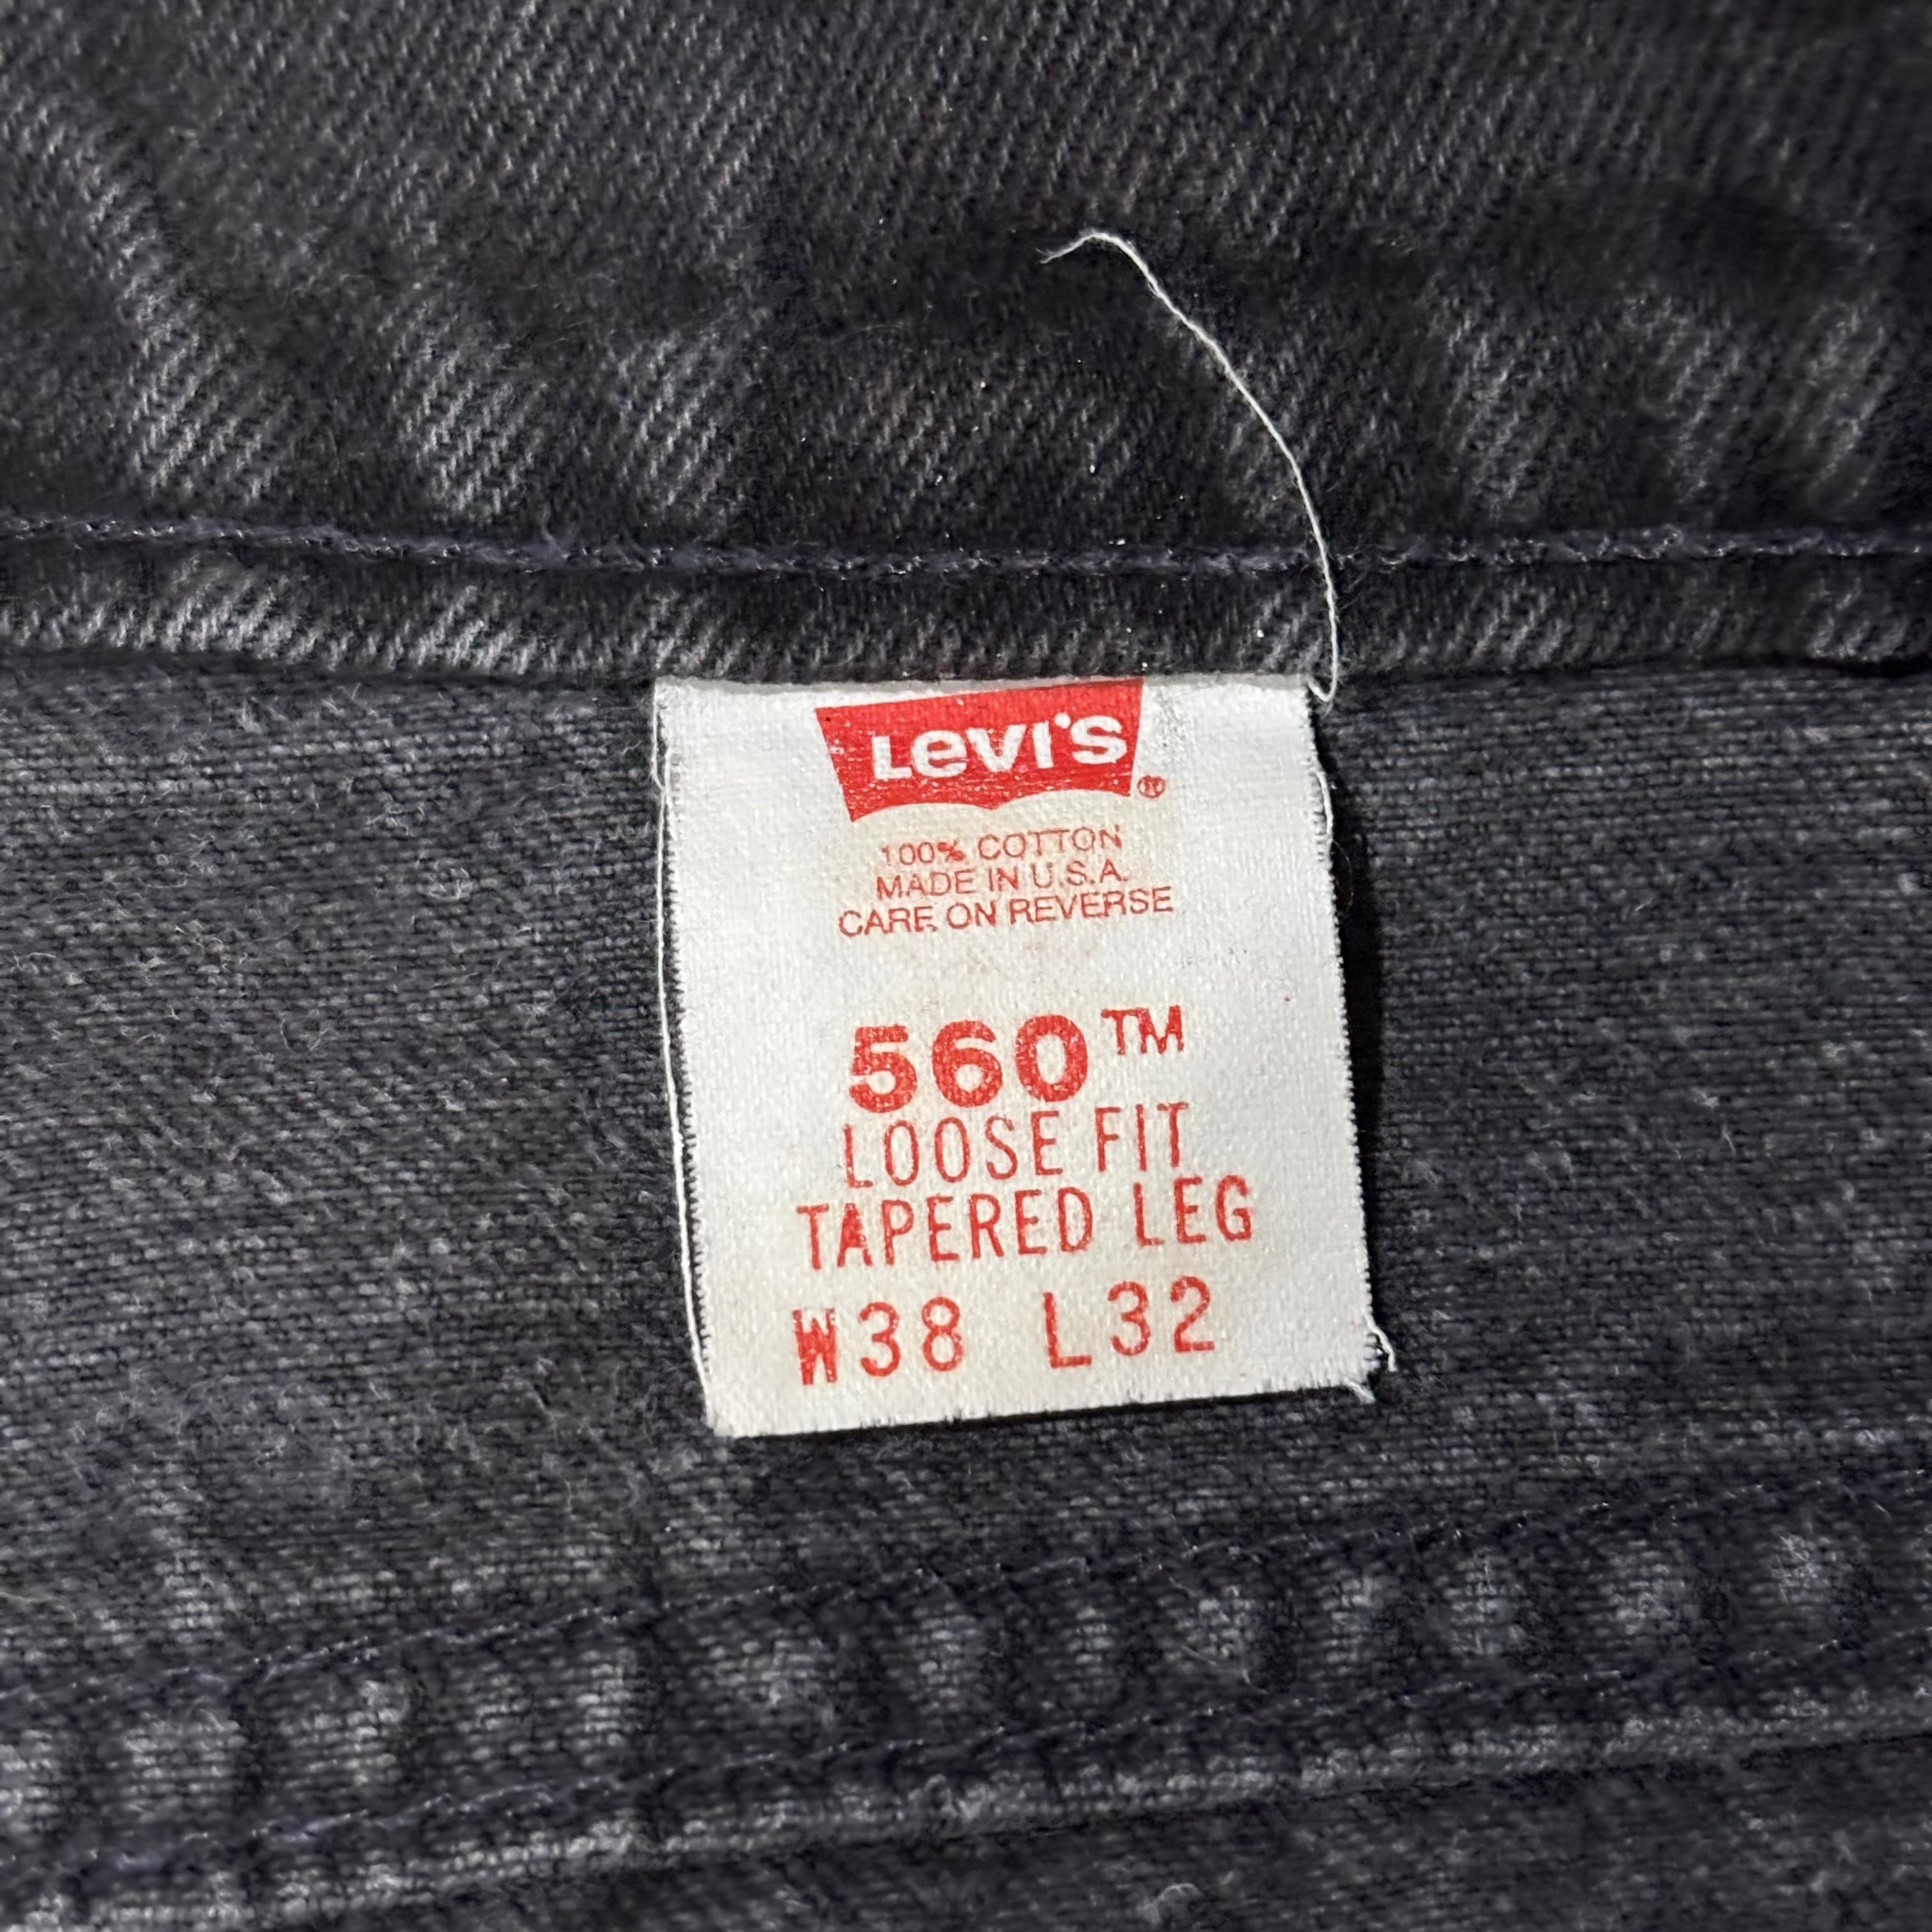 Levi's ®
100% COTTON
MADE IN U.S.A.
CARE ON REVERSE
560™
LOOSE FIT
TAPERED LEG
W38 L32